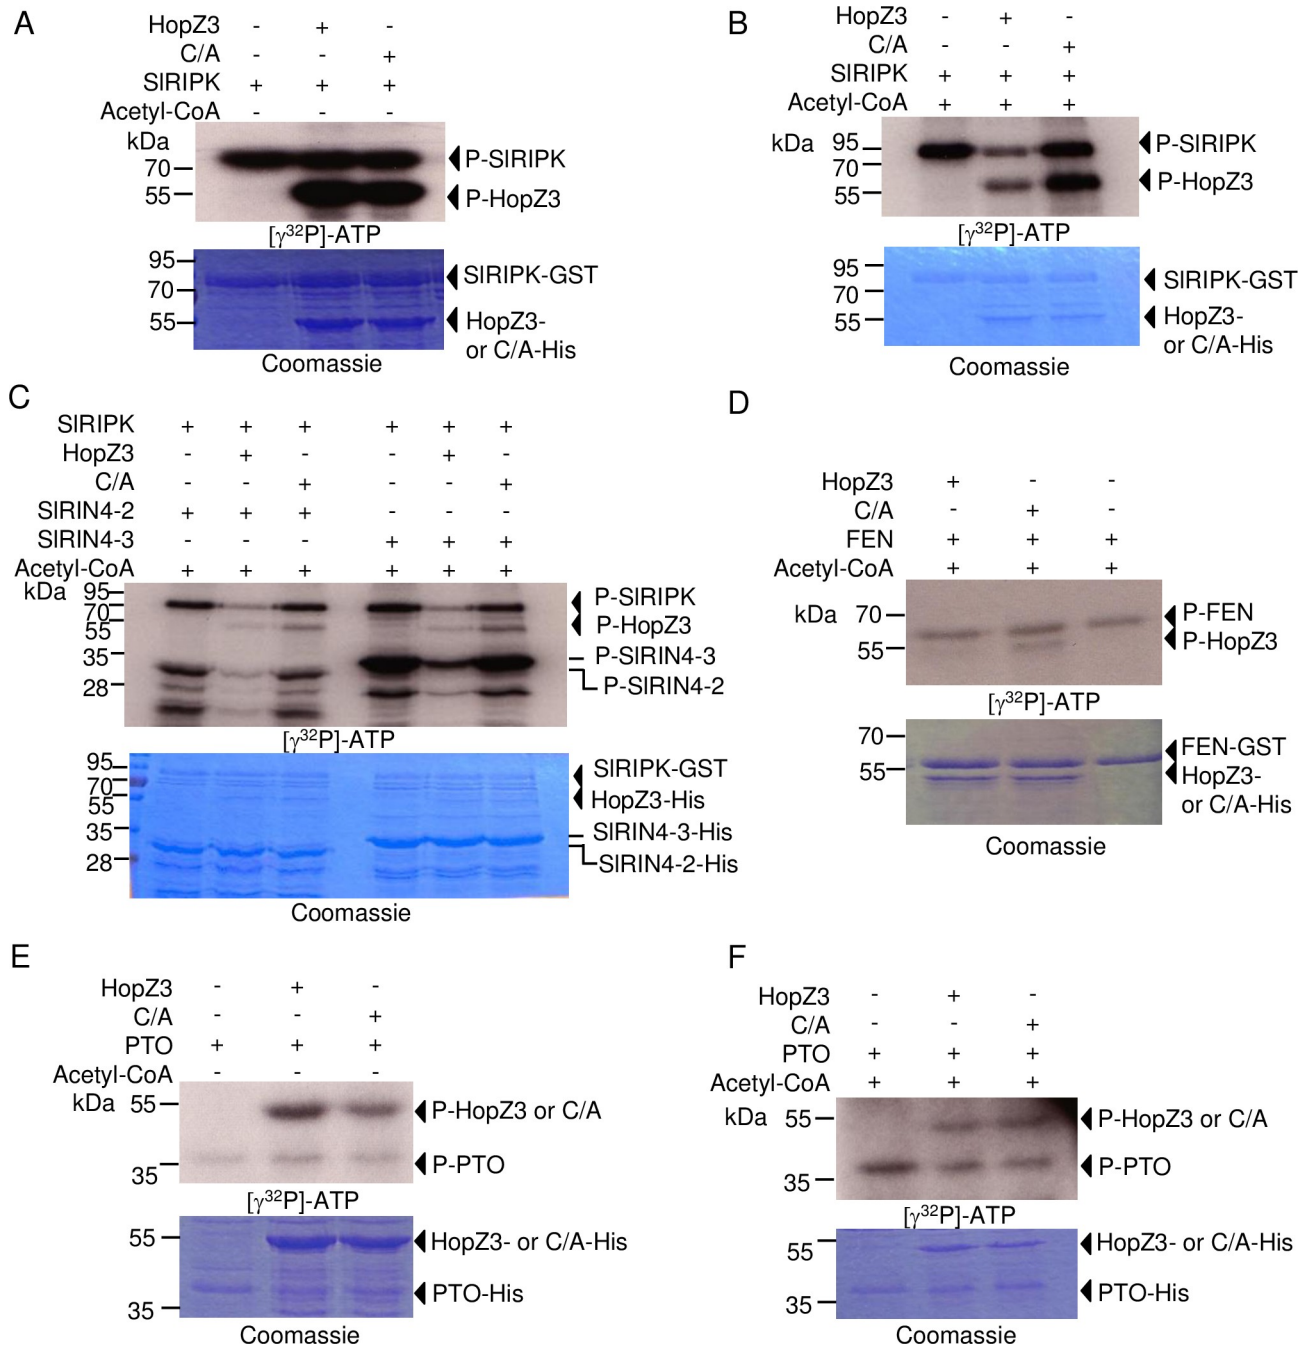 A
HopZ3 - + -
C/A - - +
SlRIPK + + +
Acetyl-CoA - - -
kDa
70
55
P-SlRIPK
P-HopZ3
[γ32P]-ATP
95
70
55
SlRIPK-GST
HopZ3-
or C/A-His
Coomassie
B
HopZ3 - + -
C/A - - +
SlRIPK + + +
Acetyl-CoA + + +
kDa
95
70
55
P-SlRIPK
P-HopZ3
[γ32P]-ATP
95
70
55
SlRIPK-GST
HopZ3-
or C/A-His
Coomassie
C
SlRIPK + + + + + +
HopZ3 - + - - + -
C/A - - + - - +
SlRIN4-2 + + + - - -
SlRIN4-3 - - - + + +
Acetyl-CoA + + + + + +
kDa
95
70
55
35
28
P-SlRIPK
P-HopZ3
P-SlRIN4-3
P-SlRIN4-2
[γ32P]-ATP
95
70
55
35
28
SlRIPK-GST
HopZ3-His
SlRIN4-3-His
SlRIN4-2-His
Coomassie
D
HopZ3 + - -
C/A - + -
FEN + + +
Acetyl-CoA + + +
kDa
70
55
P-FEN
P-HopZ3
[γ32P]-ATP
70
55
FEN-GST
HopZ3-
or C/A-His
Coomassie
E
HopZ3 - + -
C/A - - +
PTO + + +
Acetyl-CoA - - -
kDa
55
35
P-HopZ3 or C/A
P-PTO
[γ32P]-ATP
55
35
HopZ3- or C/A-His
PTO-His
Coomassie
F
HopZ3 - + -
C/A - - +
PTO + + +
Acetyl-CoA + + +
kDa
55
35
P-HopZ3 or C/A
P-PTO
[γ32P]-ATP
55
35
HopZ3- or C/A-His
PTO-His
Coomassie